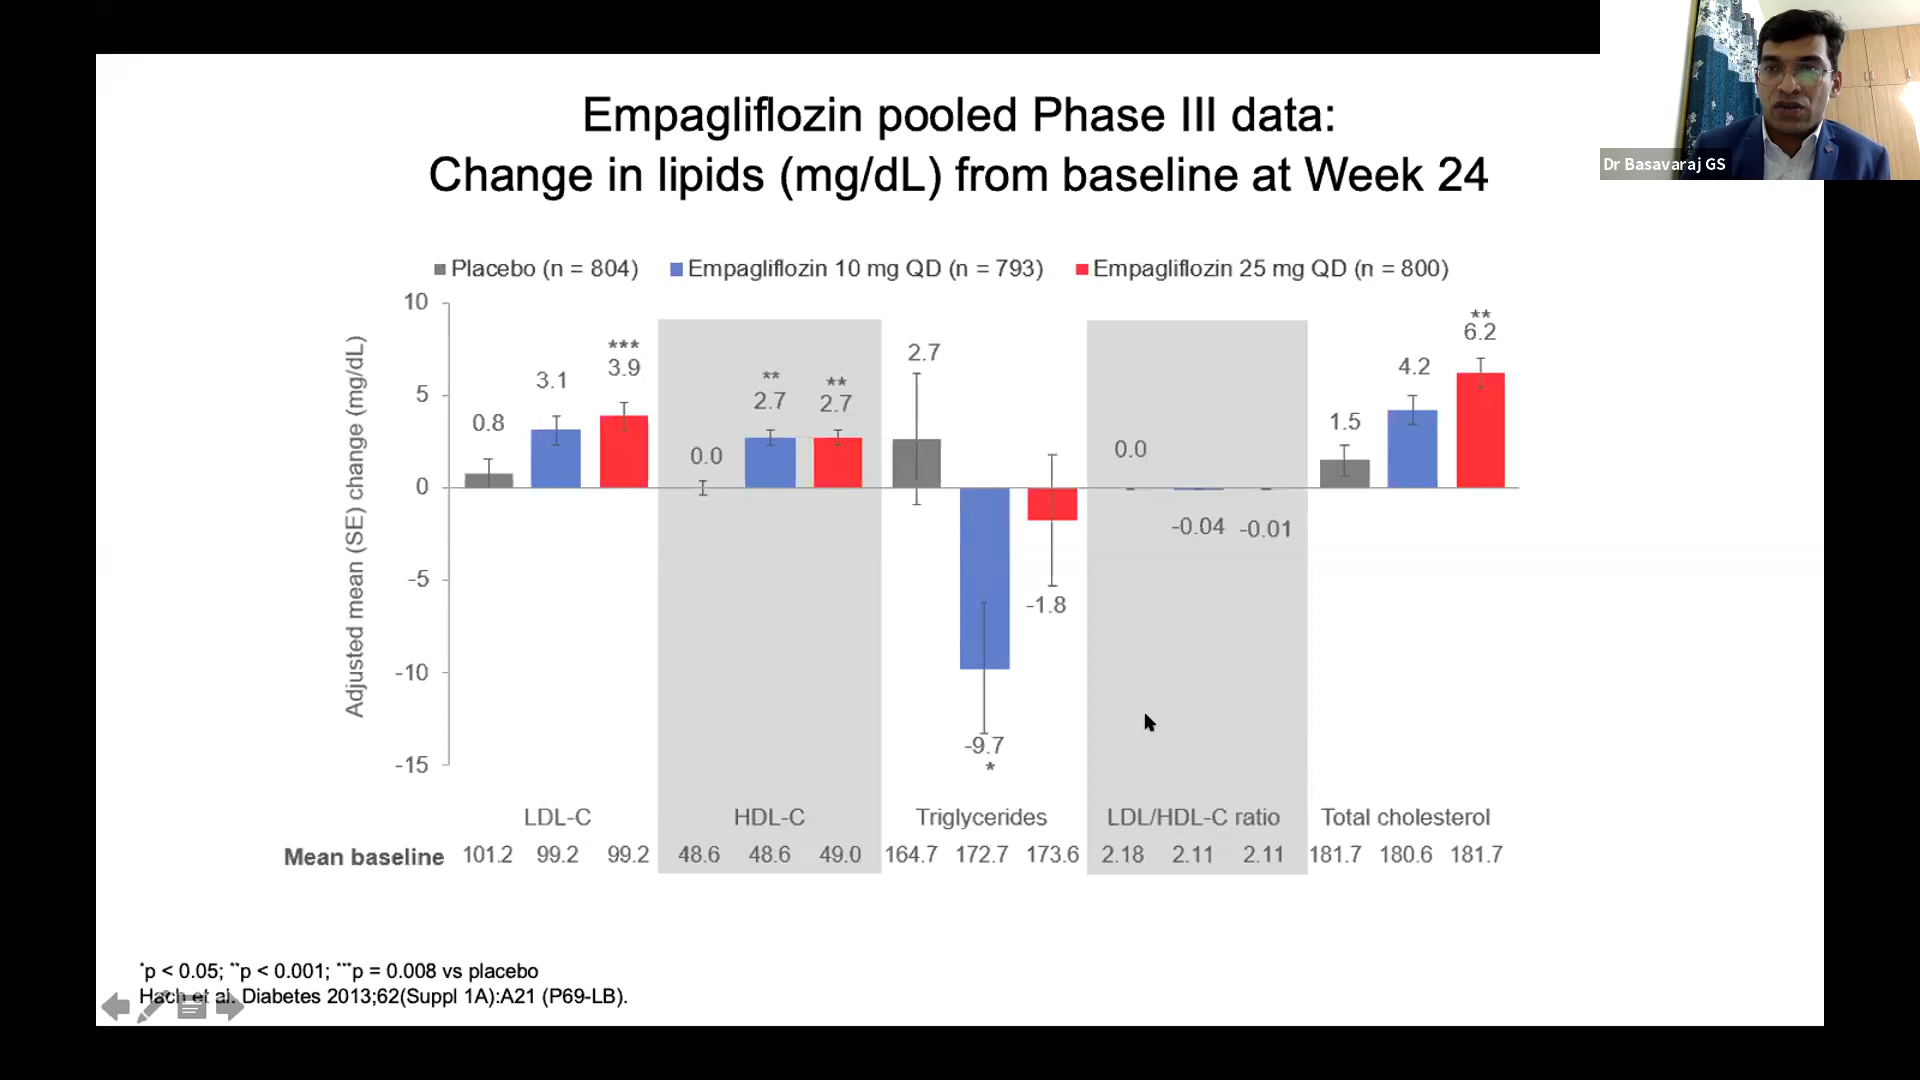 Dr Basavaraj GS
Empagliflozin pooled Phase III data:
Change in lipids (mg/dL) from baseline at Week 24
Placebo (n = 804) Empagliflozin 10 mg QD (n = 793) Empagliflozin 25 mg QD (n = 800)
Adjusted mean (SE) change (mg/dL)
10
5
0
-5
-10
-15
0.8 3.1 *** 3.9
0.0 ** 2.7 ** 2.7
2.7 -9.7 * -1.8
0.0 -0.04 -0.01
1.5 4.2 ** 6.2
LDL-C HDL-C Triglycerides LDL/HDL-C ratio Total cholesterol
Mean baseline 101.2 99.2 99.2 48.6 48.6 49.0 164.7 172.7 173.6 2.18 2.11 2.11 181.7 180.6 181.7
*p < 0.05; **p < 0.001; ***p = 0.008 vs placebo
Hach et al. Diabetes 2013;62(Suppl 1A):A21 (P69-LB).